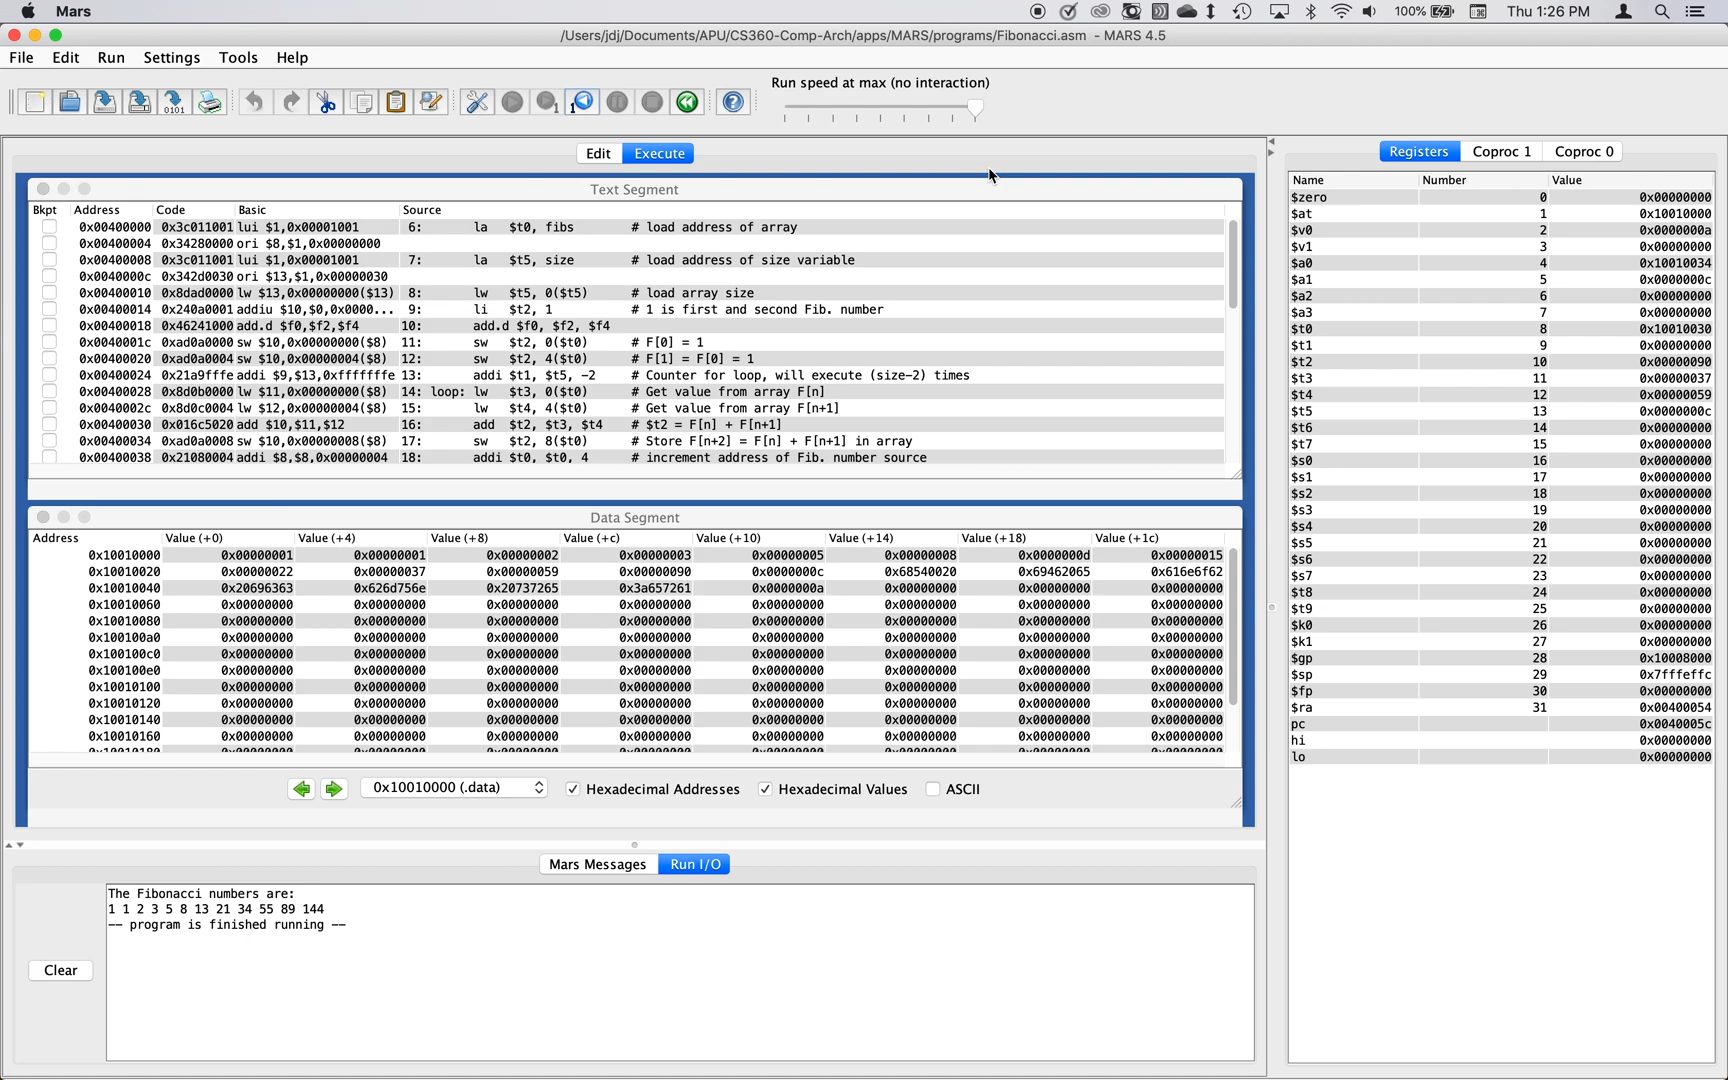 Mars 100% Thu 1:26 PM
/Users/jdj/Documents/APU/CS360-Comp-Arch/apps/MARS/programs/Fibonacci.asm - MARS 4.5
File Edit Run Settings Tools Help
Run speed at max (no interaction)
Edit Execute
Text Segment
Bkpt Address Code Basic Source
0x00400000 0x3c011001 lui $1,0x00001001 6: la $t0, fibs # load address of array
0x00400004 0x34280000 ori $8,$1,0x00000000
0x00400008 0x3c011001 lui $1,0x00001001 7: la $t5, size # load address of size variable
0x0040000c 0x342d0030 ori $13,$1,0x00000030
0x00400010 0x8dad0000 lw $13,0x00000000($13) 8: lw $t5, 0($t5) # load array size
0x00400014 0x240a0001 addiu $10,$0,0x0000... 9: li $t2, 1 # 1 is first and second Fib. number
0x00400018 0x46241000 add.d $f0,$f2,$f4 10: add.d $f0, $f2, $f4
0x0040001c 0xad0a0000 sw $10,0x00000000($8) 11: sw $t2, 0($t0) # F[0] = 1
0x00400020 0xad0a0004 sw $10,0x00000004($8) 12: sw $t2, 4($t0) # F[1] = F[0] = 1
0x00400024 0x21a9fffe addi $9,$13,0xfffffffe 13: addi $t1, $t5, -2 # Counter for loop, will execute (size-2) times
0x00400028 0x8d0b0000 lw $11,0x00000000($8) 14: loop: lw $t3, 0($t0) # Get value from array F[n]
0x0040002c 0x8d0c0004 lw $12,0x00000004($8) 15: lw $t4, 4($t0) # Get value from array F[n+1]
0x00400030 0x016c5020 add $10,$11,$12 16: add $t2, $t3, $t4 # $t2 = F[n] + F[n+1]
0x00400034 0xad0a0008 sw $10,0x00000008($8) 17: sw $t2, 8($t0) # Store F[n+2] = F[n] + F[n+1] in array
0x00400038 0x21080004 addi $8,$8,0x00000004 18: addi $t0, $t0, 4 # increment address of Fib. number source
Data Segment
Address Value (+0) Value (+4) Value (+8) Value (+c) Value (+10) Value (+14) Value (+18) Value (+1c)
0x10010000 0x00000001 0x00000001 0x00000002 0x00000003 0x00000005 0x00000008 0x0000000d 0x00000015
0x10010020 0x00000022 0x00000037 0x00000059 0x00000090 0x0000000c 0x68540020 0x69462065 0x616e6f62
0x10010040 0x20696363 0x626d756e 0x20737265 0x3a657261 0x0000000a 0x00000000 0x00000000 0x00000000
0x10010060 0x00000000 0x00000000 0x00000000 0x00000000 0x00000000 0x00000000 0x00000000 0x00000000
0x10010080 0x00000000 0x00000000 0x00000000 0x00000000 0x00000000 0x00000000 0x00000000 0x00000000
0x100100a0 0x00000000 0x00000000 0x00000000 0x00000000 0x00000000 0x00000000 0x00000000 0x00000000
0x100100c0 0x00000000 0x00000000 0x00000000 0x00000000 0x00000000 0x00000000 0x00000000 0x00000000
0x100100e0 0x00000000 0x00000000 0x00000000 0x00000000 0x00000000 0x00000000 0x00000000 0x00000000
0x10010100 0x00000000 0x00000000 0x00000000 0x00000000 0x00000000 0x00000000 0x00000000 0x00000000
0x10010120 0x00000000 0x00000000 0x00000000 0x00000000 0x00000000 0x00000000 0x00000000 0x00000000
0x10010140 0x00000000 0x00000000 0x00000000 0x00000000 0x00000000 0x00000000 0x00000000 0x00000000
0x10010160 0x00000000 0x00000000 0x00000000 0x00000000 0x00000000 0x00000000 0x00000000 0x00000000
0x10010000 (.data) Hexadecimal Addresses Hexadecimal Values ASCII
Mars Messages Run I/O
The Fibonacci numbers are:
1 1 2 3 5 8 13 21 34 55 89 144
-- program is finished running --
Clear
Registers Coproc 1 Coproc 0
Name Number Value
$zero 0 0x00000000
$at 1 0x10010000
$v0 2 0x0000000a
$v1 3 0x00000000
$a0 4 0x10010034
$a1 5 0x0000000c
$a2 6 0x00000000
$a3 7 0x00000000
$t0 8 0x10010030
$t1 9 0x00000000
$t2 10 0x00000090
$t3 11 0x00000037
$t4 12 0x00000059
$t5 13 0x0000000c
$t6 14 0x00000000
$t7 15 0x00000000
$s0 16 0x00000000
$s1 17 0x00000000
$s2 18 0x00000000
$s3 19 0x00000000
$s4 20 0x00000000
$s5 21 0x00000000
$s6 22 0x00000000
$s7 23 0x00000000
$t8 24 0x00000000
$t9 25 0x00000000
$k0 26 0x00000000
$k1 27 0x00000000
$gp 28 0x10008000
$sp 29 0x7fffeffc
$fp 30 0x00000000
$ra 31 0x00400054
pc 0x0040005c
hi 0x00000000
lo 0x00000000